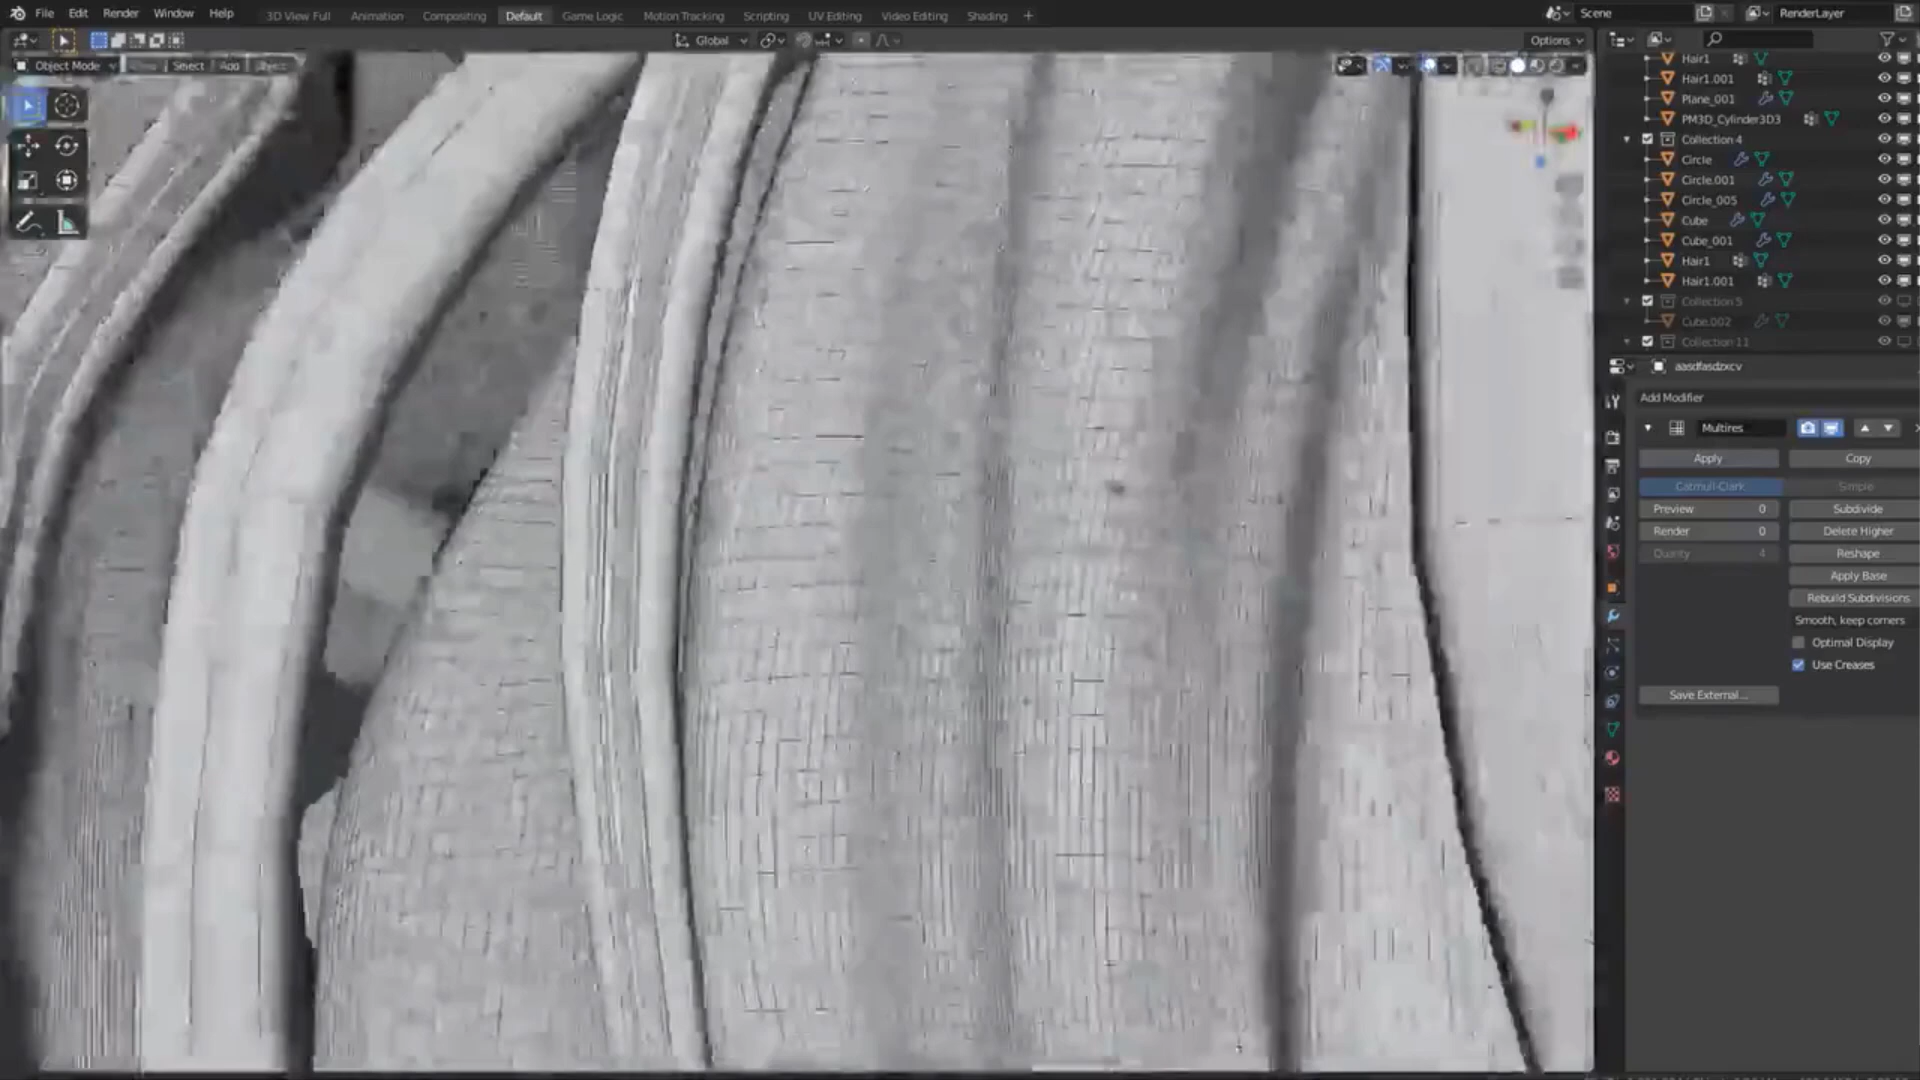 File Edit Render Window Help 3D View Full Animation Compositing Default Game Logic Motion Tracking Scripting UV Editing Video Editing Shading + Scene RenderLayer
Global Options
Object Mode Select Add
Hair1
Hair1.001
Plane_001
PM3D_Cylinder3D3
Collection 4
Circle
Circle.001
Circle_005
Cube
Cube_001
Hair1
Hair1.001
Collection 5
Cube.002
Collection 11
aasdfasdzxcv
Add Modifier
Multires
Apply Copy
Catmull-Clark Simple
Preview 0 Subdivide
Render 0 Delete Higher
Quality 4 Reshape
Apply Base
Rebuild Subdivisions
Smooth, keep corners
Optimal Display
Use Creases
Save External...